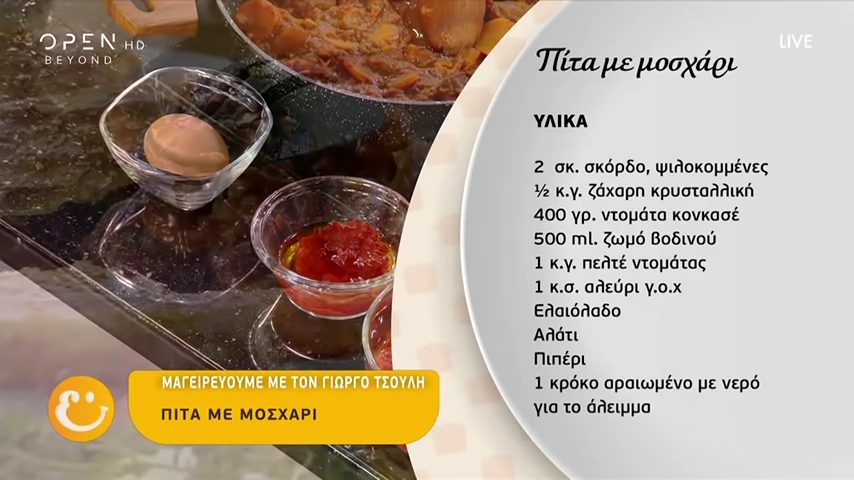 OPEN HD
BEYOND
LIVE
Πίτα με μοσχάρι
ΥΛΙΚΑ
2 σκ. σκόρδο, ψιλοκομμένες
½ κ.γ. ζάχαρη κρυσταλλική
400 γρ. ντομάτα κονκασέ
500 ml. ζωμό βοδινού
1 κ.γ. πελτέ ντομάτας
1 κ.σ. αλεύρι γ.ο.χ
Ελαιόλαδο
Αλάτι
Πιπέρι
1 κρόκο αραιωμένο με νερό
για το άλειμμα
ΜΑΓΕΙΡΕΥΟΥΜΕ ΜΕ ΤΟΝ ΓΙΩΡΓΟ ΤΣΟΥΛΗ
ΠΙΤΑ ΜΕ ΜΟΣΧΑΡΙ